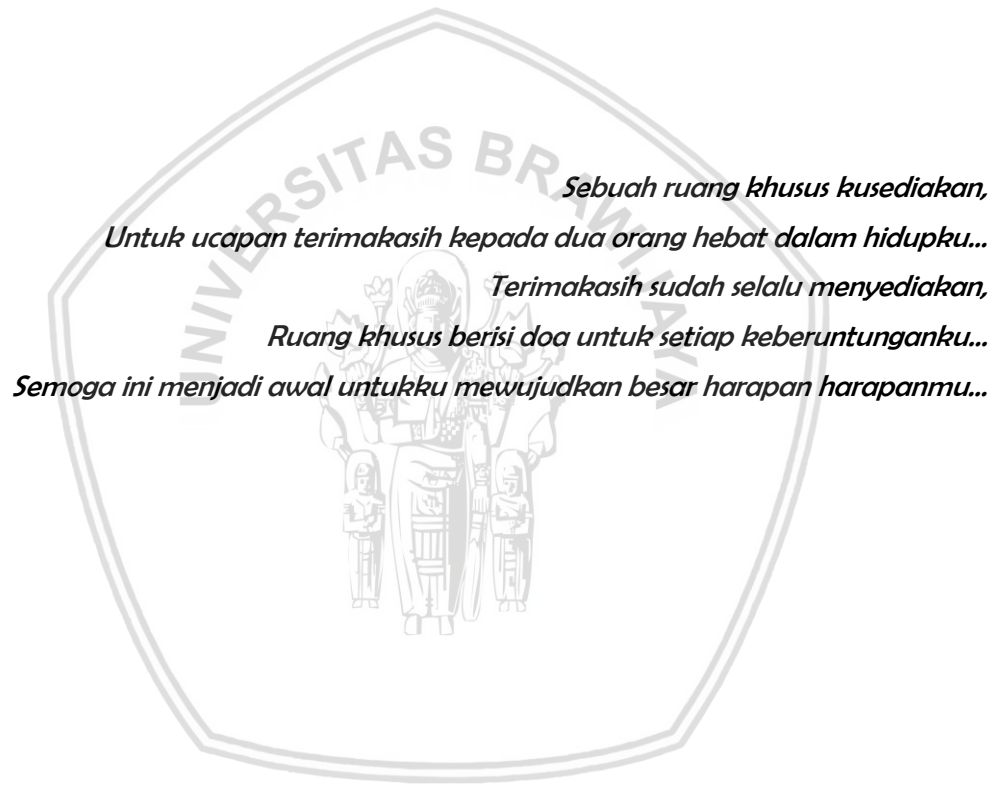 UNIVERSITAS BRAWIJAYA
Sebuah ruang khusus kusediakan,
Untuk ucapan terimakasih kepada dua orang hebat dalam hidupku...
Terimakasih sudah selalu menyediakan,
Ruang khusus berisi doa untuk setiap keberuntunganku...
Semoga ini menjadi awal untukku mewujudkan besar harapan harapanmu...